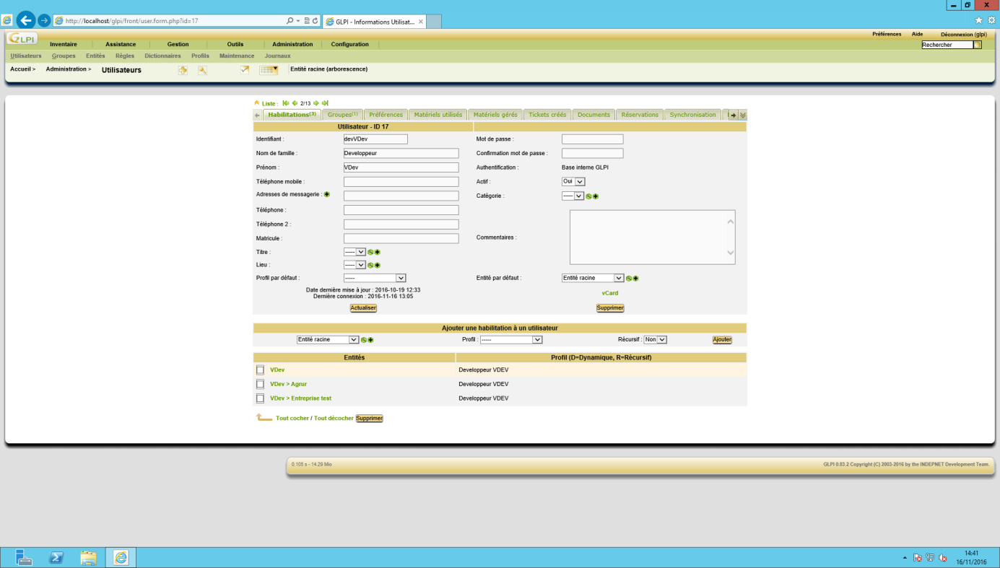 http://localhost/glpi/front/user.form.php?id=17
GLPI - Informations Utilisat...
GLPI
Préférences Aide Déconnexion (glpi)
Inventaire Assistance Gestion Outils Administration Configuration
Rechercher
Utilisateurs Groupes Entités Règles Dictionnaires Profils Maintenance Journaux
Accueil > Administration > Utilisateurs Entité racine (arborescence)
Liste : 2/13
Habilitations(3) Groupes(1) Préférences Matériels utilisés Matériels gérés Tickets créés Documents Réservations Synchronisation
Utilisateur - ID 17
Identifiant : devVDev Mot de passe :
Nom de famille : Developpeur Confirmation mot de passe :
Prénom : VDev Authentification : Base interne GLPI
Téléphone mobile : Actif : Oui
Adresses de messagerie : Catégorie : -----
Téléphone :
Téléphone 2 :
Matricule : Commentaires :
Titre : -----
Lieu : -----
Profil par défaut : ----- Entité par défaut : Entité racine
Date dernière mise à jour : 2016-10-19 12:33
Dernière connexion : 2016-11-16 13:05
vCard
Actualiser Supprimer
Ajouter une habilitation à un utilisateur
Entité racine Profil : ----- Récursif : Non Ajouter
Entités Profil (D=Dynamique, R=Récursif)
VDev Developpeur VDEV
VDev > Agrur Developpeur VDEV
VDev > Entreprise test Developpeur VDEV
Tout cocher / Tout décocher Supprimer
0.105 s - 14.29 Mio GLPI 0.83.2 Copyright (C) 2003-2016 by the INDEPNET Development Team.
14:41
16/11/2016